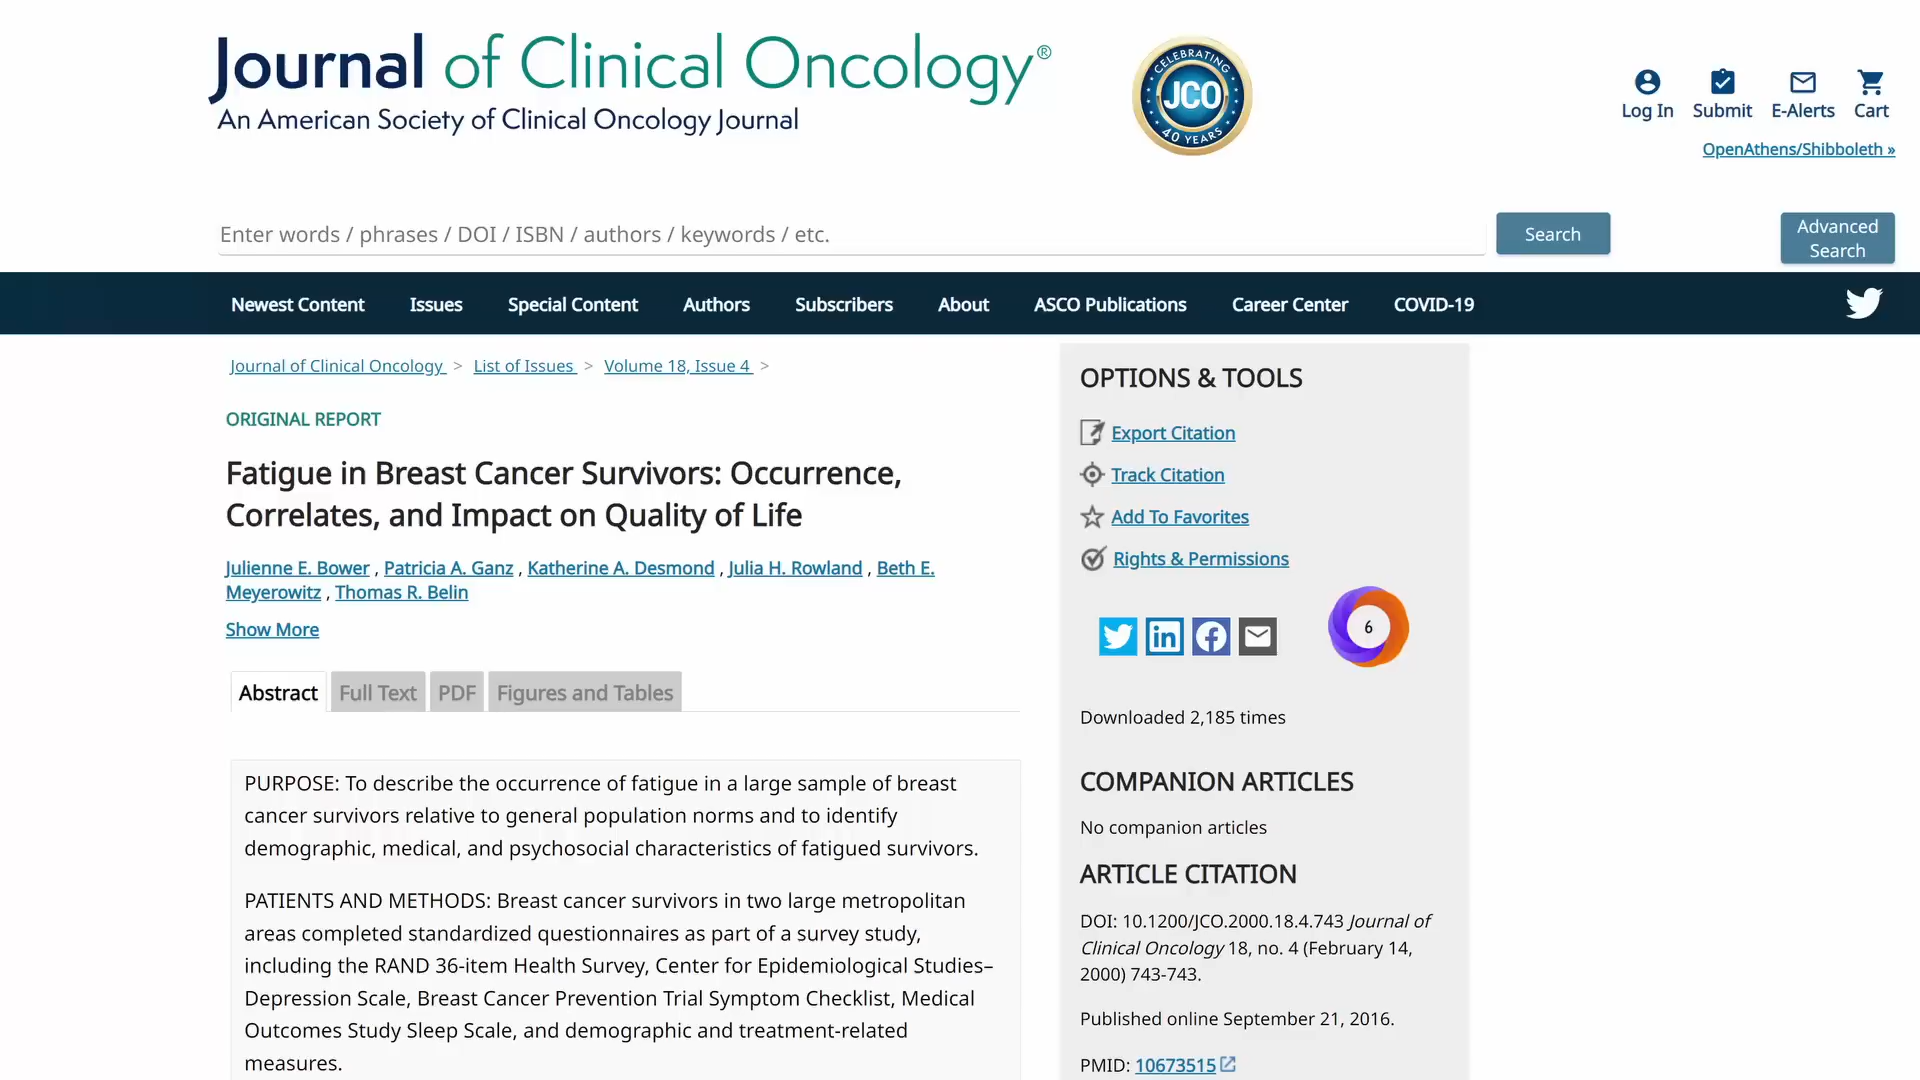 Journal of Clinical Oncology®
An American Society of Clinical Oncology Journal
CELEBRATING
JCO
40 YEARS
Log In
Submit
E-Alerts
Cart
OpenAthens/Shibboleth »
Enter words / phrases / DOI / ISBN / authors / keywords / etc.
Search
Advanced
Search
Newest Content
Issues
Special Content
Authors
Subscribers
About
ASCO Publications
Career Center
COVID-19
Journal of Clinical Oncology > List of Issues > Volume 18, Issue 4 >
ORIGINAL REPORT
Fatigue in Breast Cancer Survivors: Occurrence,
Correlates, and Impact on Quality of Life
Julienne E. Bower , Patricia A. Ganz , Katherine A. Desmond , Julia H. Rowland , Beth E.
Meyerowitz , Thomas R. Belin
Show More
Abstract
Full Text
PDF
Figures and Tables
PURPOSE: To describe the occurrence of fatigue in a large sample of breast
cancer survivors relative to general population norms and to identify
demographic, medical, and psychosocial characteristics of fatigued survivors.
PATIENTS AND METHODS: Breast cancer survivors in two large metropolitan
areas completed standardized questionnaires as part of a survey study,
including the RAND 36-item Health Survey, Center for Epidemiological Studies–
Depression Scale, Breast Cancer Prevention Trial Symptom Checklist, Medical
Outcomes Study Sleep Scale, and demographic and treatment-related
measures.
OPTIONS & TOOLS
Export Citation
Track Citation
Add To Favorites
Rights & Permissions
6
Downloaded 2,185 times
COMPANION ARTICLES
No companion articles
ARTICLE CITATION
DOI: 10.1200/JCO.2000.18.4.743 Journal of
Clinical Oncology 18, no. 4 (February 14,
2000) 743-743.
Published online September 21, 2016.
PMID: 10673515